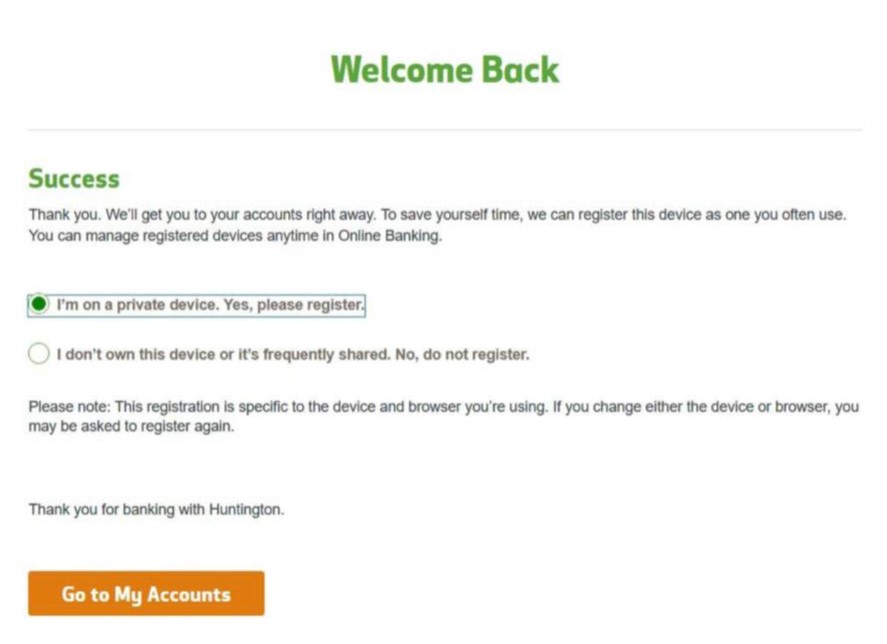 Welcome Back
Success
Thank you. We'll get you to your accounts right away. To save yourself time, we can register this device as one you often use.
You can manage registered devices anytime in Online Banking.
I'm on a private device. Yes, please register.
I don't own this device or it's frequently shared. No, do not register.
Please note: This registration is specific to the device and browser you're using. If you change either the device or browser, you
may be asked to register again.
Thank you for banking with Huntington.
Go to My Accounts